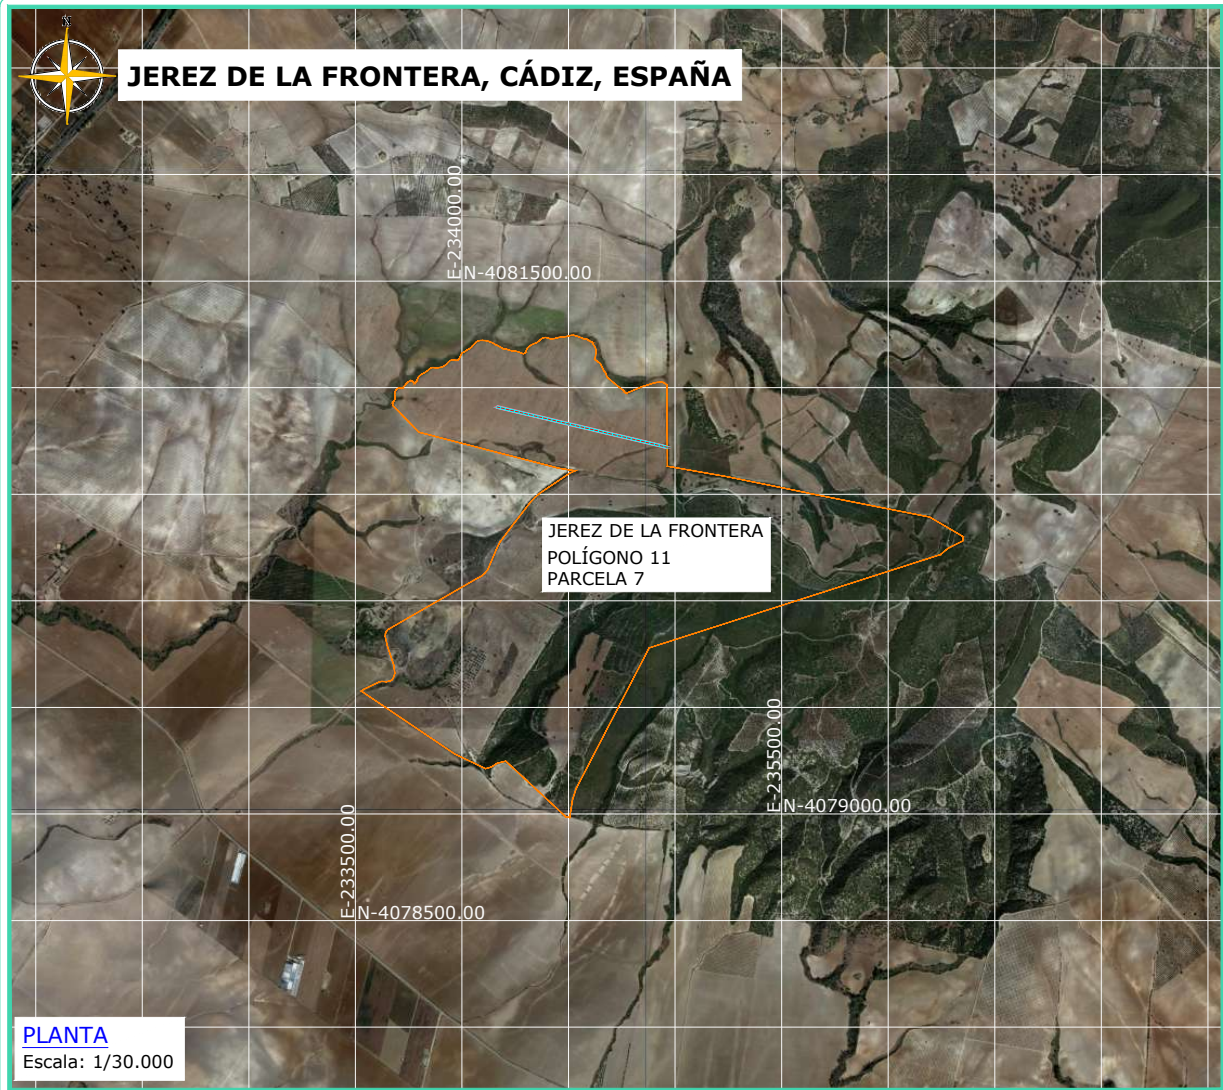 N
JEREZ DE LA FRONTERA, CÁDIZ, ESPAÑA
E-234000.00
N-4081500.00
JEREZ DE LA FRONTERA
POLÍGONO 11
PARCELA 7
E-235500.00
N-4079000.00
E-233500.00
N-4078500.00
PLANTA
Escala: 1/30.000